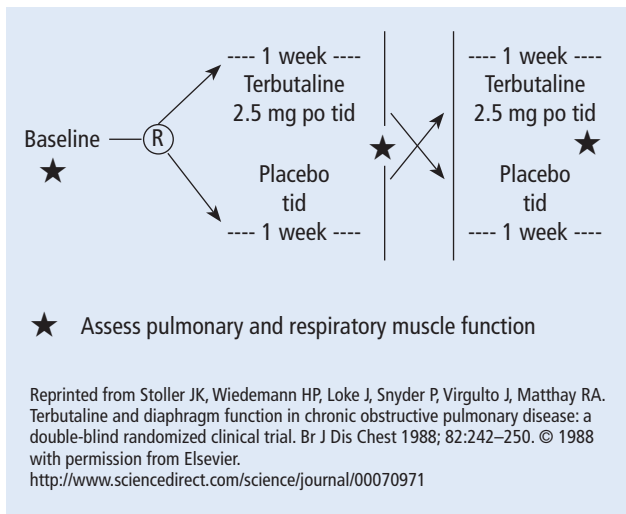 ---- 1 week ----
Terbutaline
2.5 mg po tid
Baseline
R
Placebo
tid
---- 1 week ----
---- 1 week ----
Terbutaline
2.5 mg po tid
Placebo
tid
---- 1 week ----
★ Assess pulmonary and respiratory muscle function
Reprinted from Stoller JK, Wiedemann HP, Loke J, Snyder P, Virgulto J, Matthay RA.
Terbutaline and diaphragm function in chronic obstructive pulmonary disease: a
double-blind randomized clinical trial. Br J Dis Chest 1988; 82:242–250. © 1988
with permission from Elsevier.
http://www.sciencedirect.com/science/journal/00070971